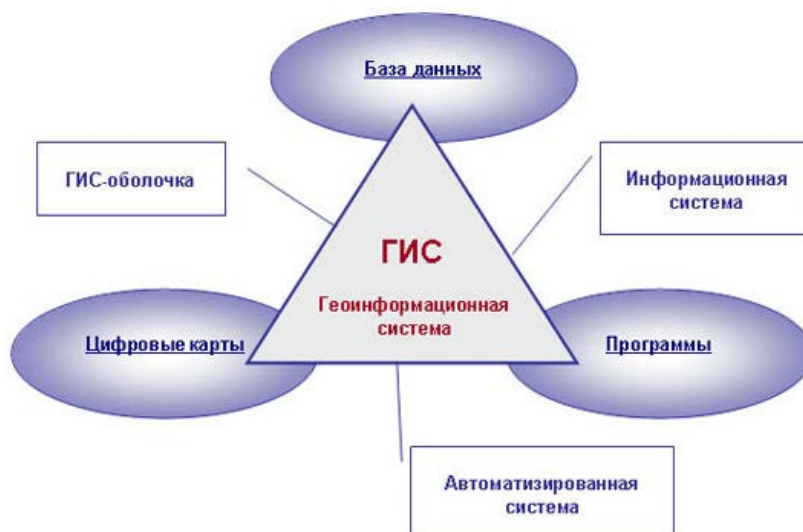 База данных
ГИС-оболочка
Информационная
система
ГИС
Геоинформационная
система
Цифровые карты
Программы
Автоматизированная
система